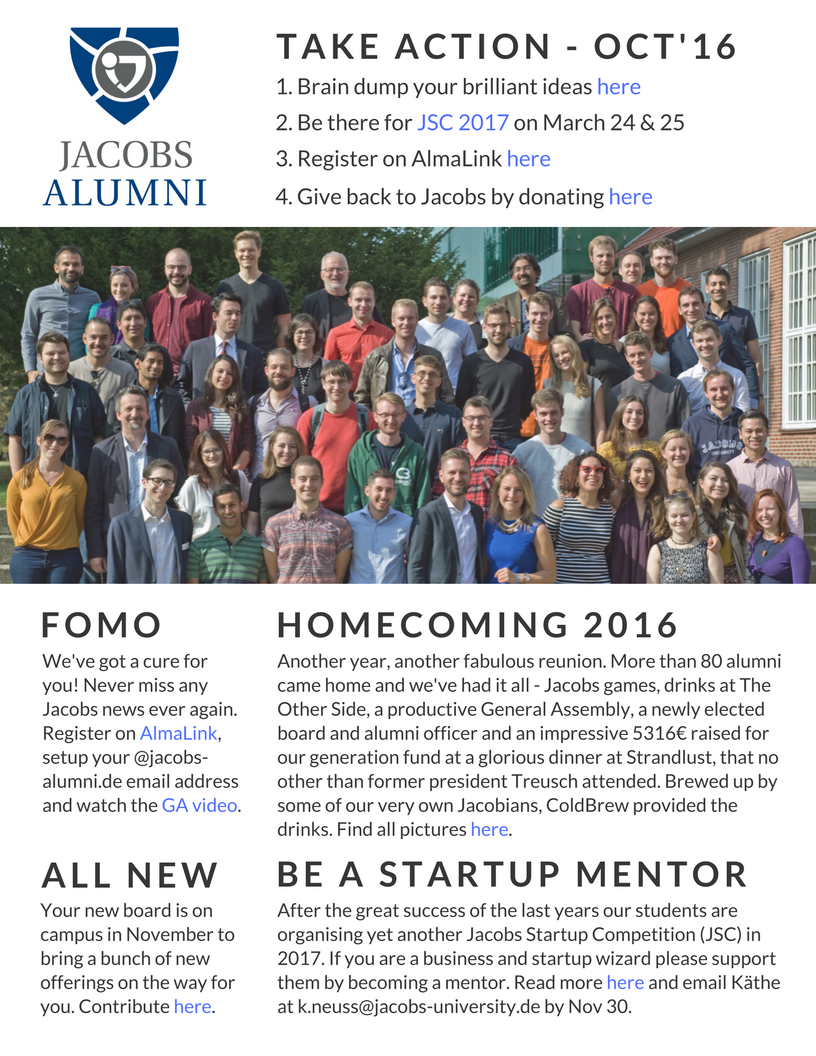 JACOBS
ALUMNI
TAKE ACTION - OCT'16
1. Brain dump your brilliant ideas here
2. Be there for JSC 2017 on March 24 & 25
3. Register on AlmaLink here
4. Give back to Jacobs by donating here
JACOBS
UNIVERSITY
FOMO
We've got a cure for
you! Never miss any
Jacobs news ever again.
Register on AlmaLink,
setup your @jacobs-
alumni.de email address
and watch the GA video.
HOMECOMING 2016
Another year, another fabulous reunion. More than 80 alumni
came home and we've had it all - Jacobs games, drinks at The
Other Side, a productive General Assembly, a newly elected
board and alumni officer and an impressive 5316€ raised for
our generation fund at a glorious dinner at Strandlust, that no
other than former president Treusch attended. Brewed up by
some of our very own Jacobians, ColdBrew provided the
drinks. Find all pictures here.
ALL NEW
Your new board is on
campus in November to
bring a bunch of new
offerings on the way for
you. Contribute here.
BE A STARTUP MENTOR
After the great success of the last years our students are
organising yet another Jacobs Startup Competition (JSC) in
2017. If you are a business and startup wizard please support
them by becoming a mentor. Read more here and email Käthe
at k.neuss@jacobs-university.de by Nov 30.